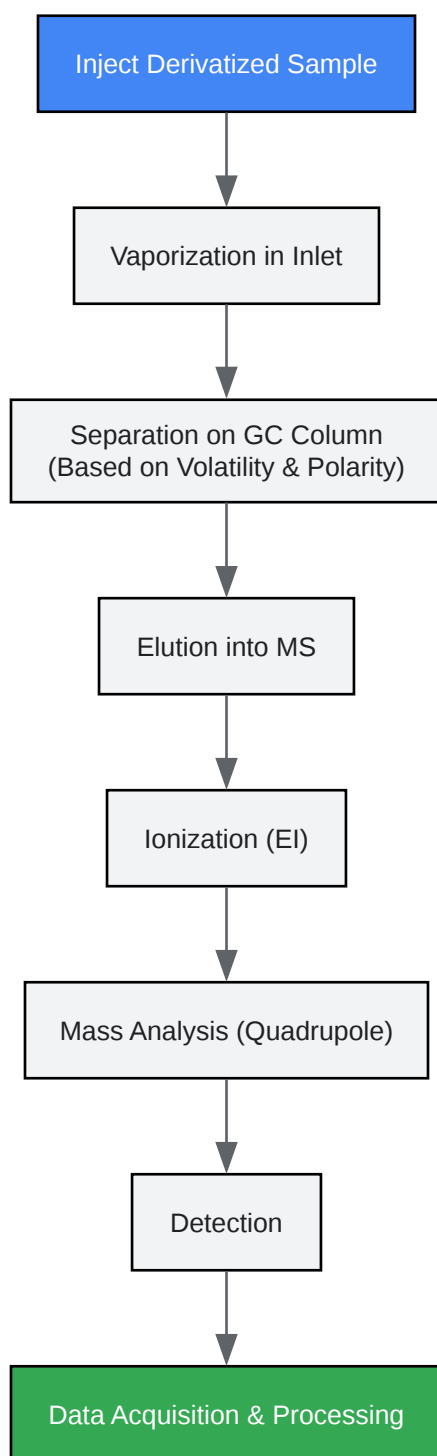 Inject Derivatized Sample
Vaporization in Inlet
Separation on GC Column
(Based on Volatility & Polarity)
Elution into MS
Ionization (EI)
Mass Analysis (Quadrupole)
Detection
Data Acquisition & Processing